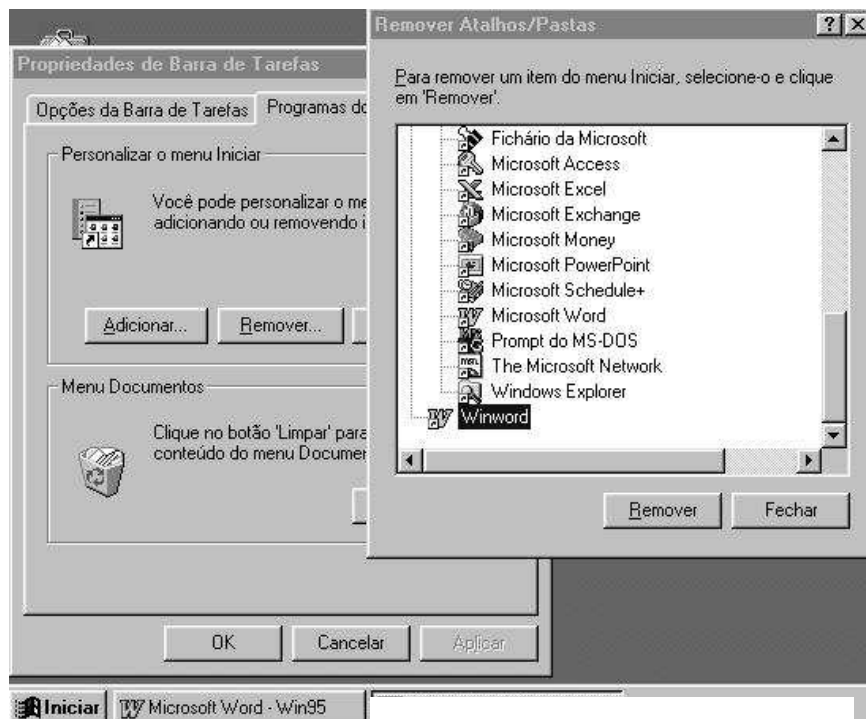 Remover Atalhos/Pastas
Propriedades de Barra de Tarefas
Para remover um item do menu Iniciar, selecione-o e clique
em 'Remover'.
Opções da Barra de Tarefas
Programas do
Personalizar o menu Iniciar
Você pode personalizar o me
adicionando ou removendo i
Adicionar...
Remover...
Menu Documentos
Clique no botão 'Limpar' para
conteúdo do menu Documen
Fichário da Microsoft
Microsoft Access
Microsoft Excel
Microsoft Exchange
Microsoft Money
Microsoft PowerPoint
Microsoft Schedule+
Microsoft Word
Prompt do MS-DOS
The Microsoft Network
Windows Explorer
Winword
Remover
Fechar
OK
Cancelar
Aplicar
Iniciar
Microsoft Word - Win95